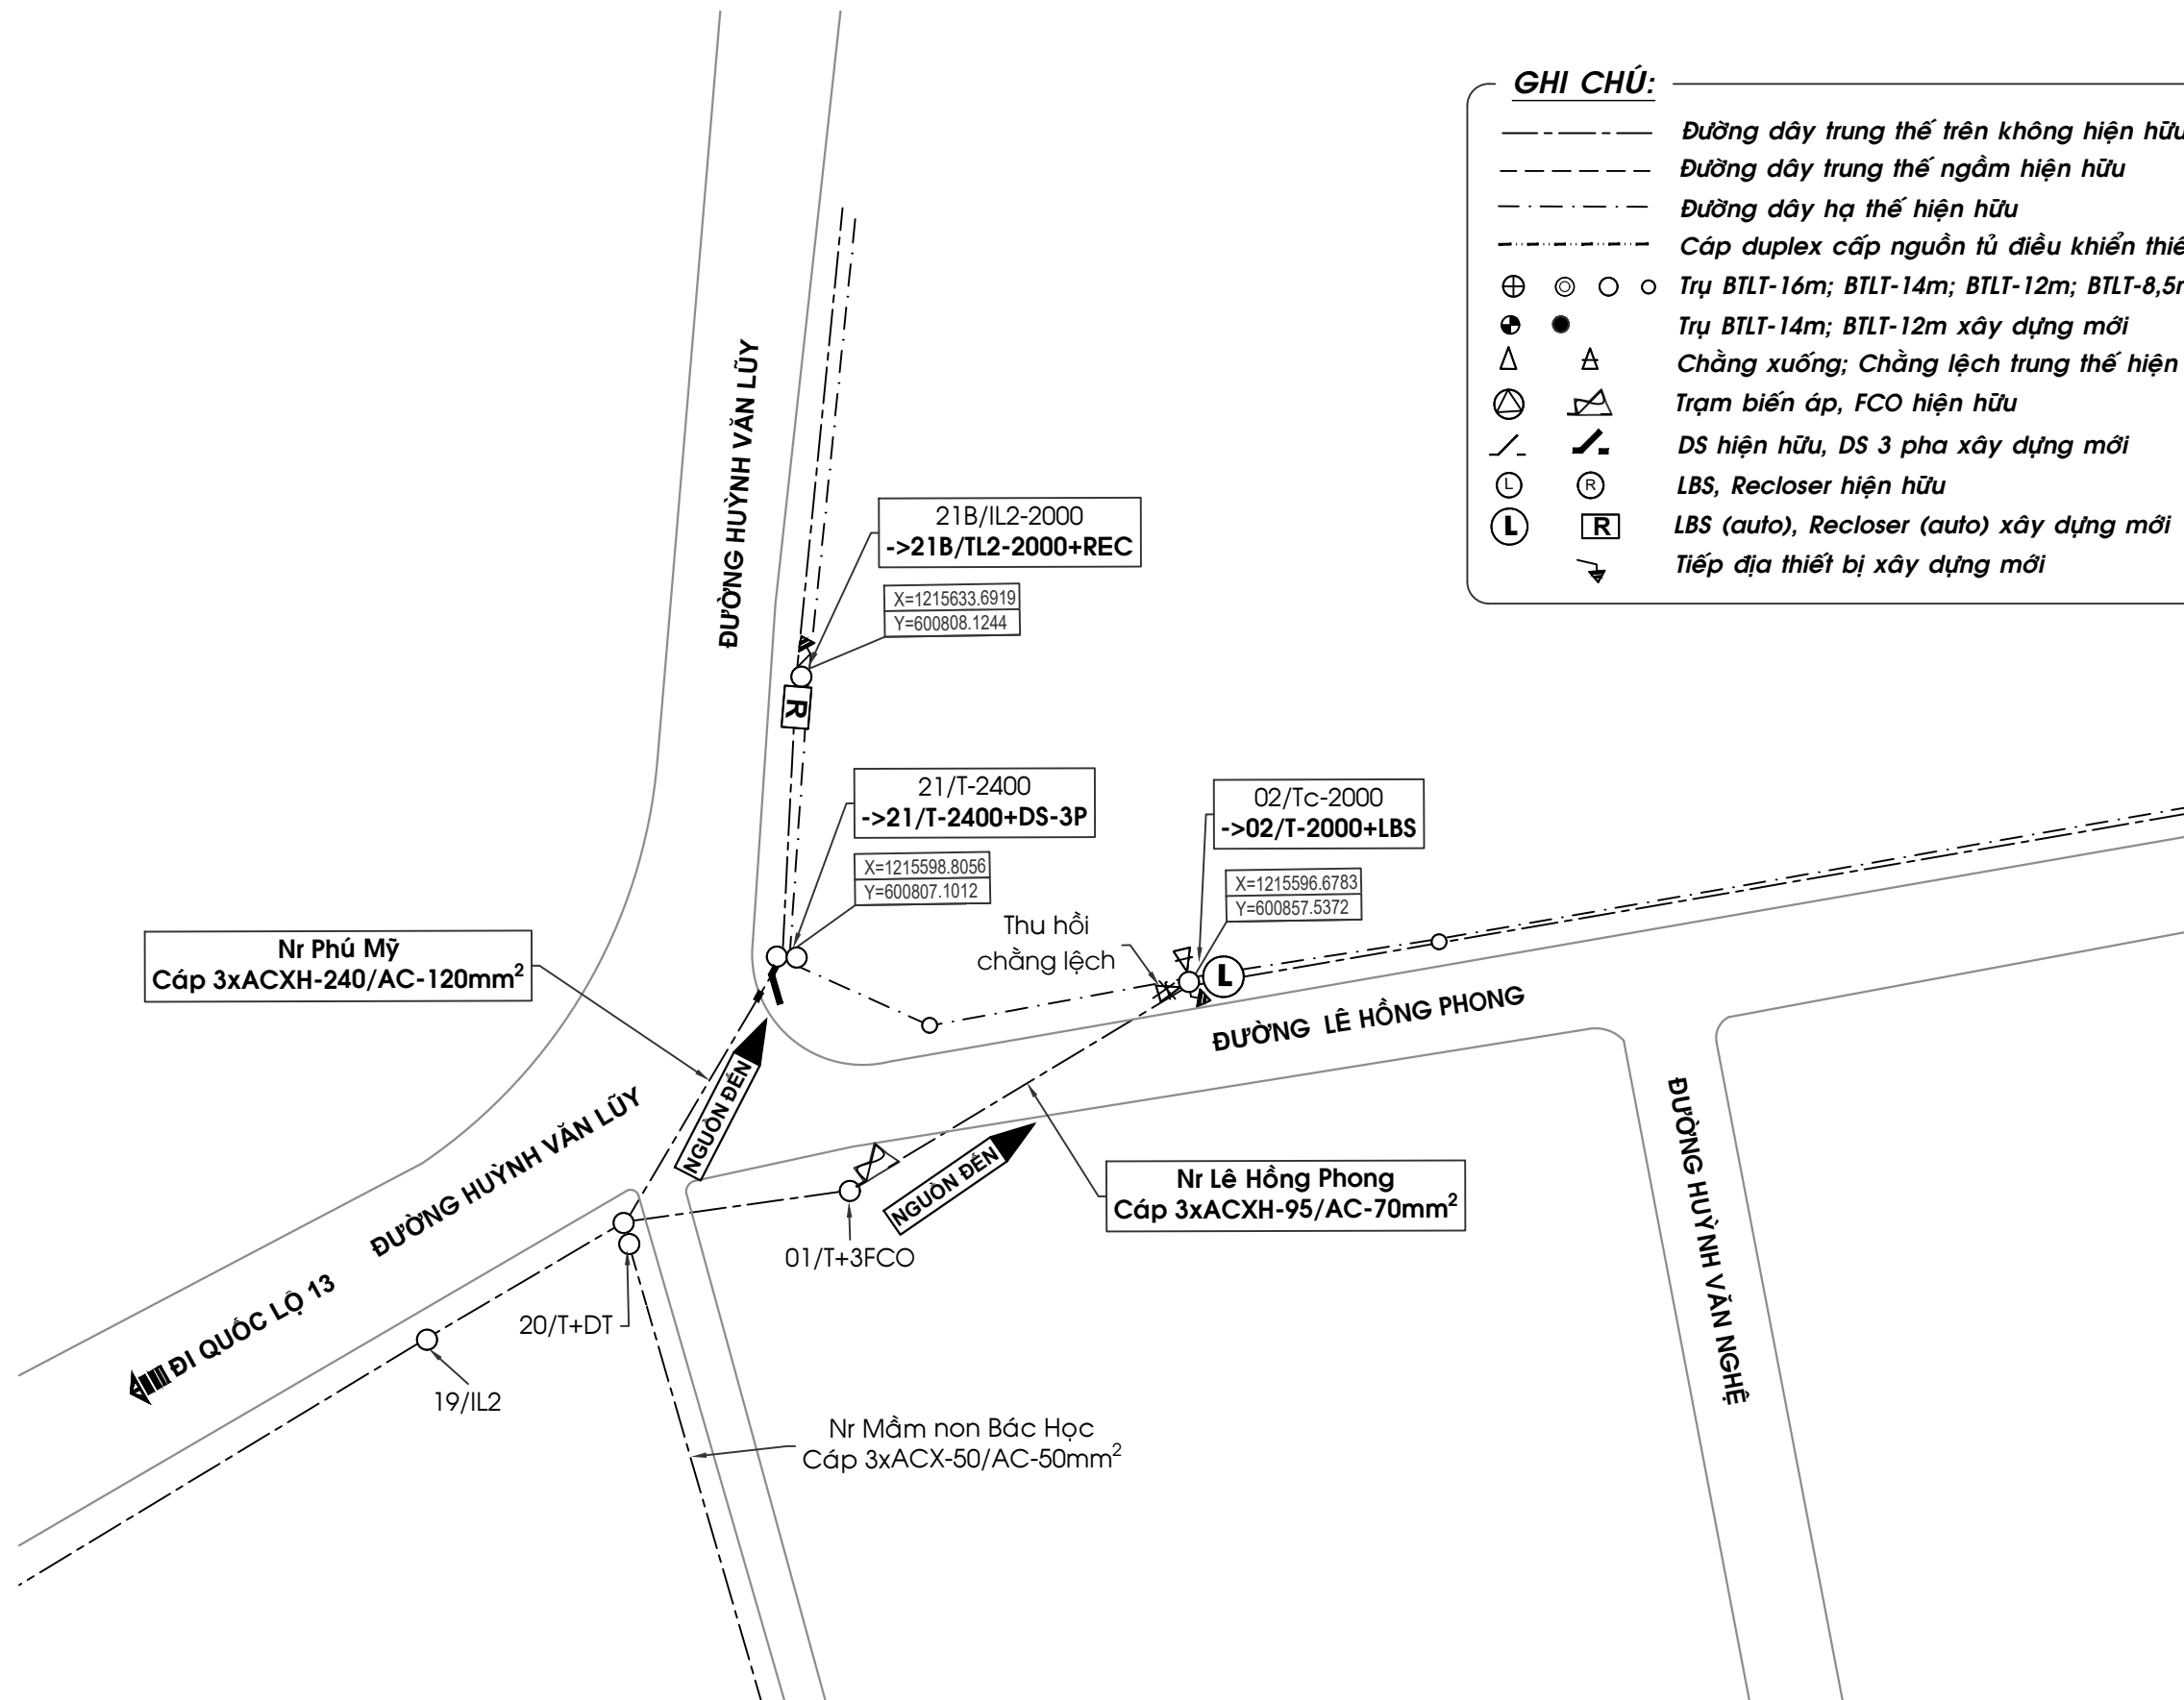 GHI CHÚ:
Đường dây trung thế trên không hiện hữu
Đường dây trung thế ngầm hiện hữu
Đường dây hạ thế hiện hữu
Cáp duplex cấp nguồn tủ điều khiển
Trụ BTLT-16m; BTLT-14m; BTLT-12m; BTLT-8,5m
Trụ BTLT-14m; BTLT-12m xây dựng mới
Chằng xuống; Chằng lệch trung thế hiện
Trạm biến áp, FCO hiện hữu
DS hiện hữu, DS 3 pha xây dựng mới
L R LBS, Recloser hiện hữu
L R LBS (auto), Recloser (auto) xây dựng mới
Tiếp địa thiết bị xây dựng mới
ĐƯỜNG HUỲNH VĂN LŨY
21B/IL2-2000
->21B/TL2-2000+REC
X=1215633.6919
Y=600808.1244
R
21/T-2400
->21/T-2400+DS-3P
X=1215598.8056
Y=600807.1012
02/Tc-2000
->02/T-2000+LBS
X=1215596.6783
Y=600857.5372
Thu hồi
chằng lệch
L
Nr Phú Mỹ
Cáp 3xACXH-240/AC-120mm²
ĐƯỜNG LÊ HỒNG PHONG
NGUỒN ĐẾN
NGUỒN ĐẾN
ĐƯỜNG HUỲNH VĂN LŨY
Nr Lê Hồng Phong
Cáp 3xACXH-95/AC-70mm²
ĐƯỜNG HUỲNH VĂN NGHỆ
01/T+3FCO
20/T+DT
ĐI QUỐC LỘ 13
19/IL2
Nr Mầm non Bác Học
Cáp 3xACX-50/AC-50mm²